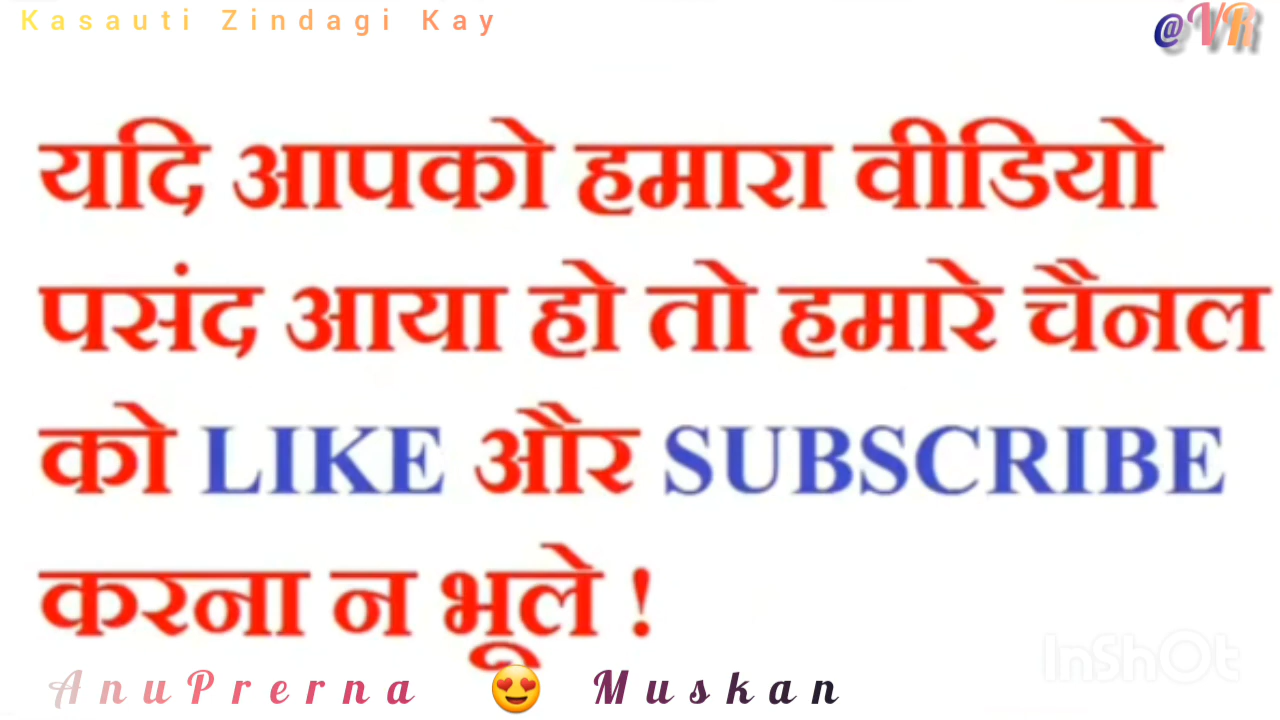 Kasauti Zindagi Kay
@VR
यदि आपको हमारा वीडियो
पसंद आया हो तो हमारे चैनल
को LIKE और SUBSCRIBE
करना न भूले !
InShOt
AnuPrerna 😍 Muskan